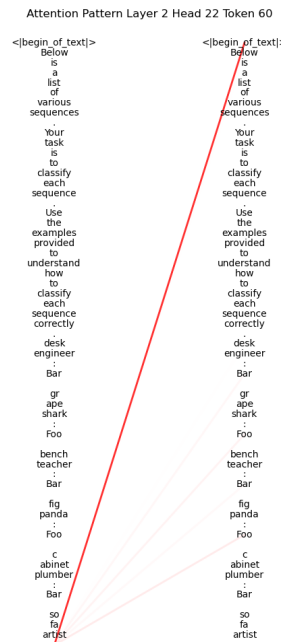 Attention Pattern Layer 2 Head 22 Token 60
<|begin_of_text|> <|begin_of_text|>
Below Below
is is
a a
list list
of of
various various
sequences sequences
. .
Your Your
task task
is is
to to
classify classify
each each
sequence sequence
. .
Use Use
the the
examples examples
provided provided
to to
understand understand
how how
to to
classify classify
each each
sequence sequence
correctly correctly
. .
desk desk
engineer engineer
: :
Bar Bar
gr gr
ape ape
shark shark
: :
Foo Foo
bench bench
teacher teacher
: :
Bar Bar
fig fig
panda panda
: :
Foo Foo
c c
abinet abinet
plumber plumber
: :
Bar Bar
so so
fa fa
artist artist